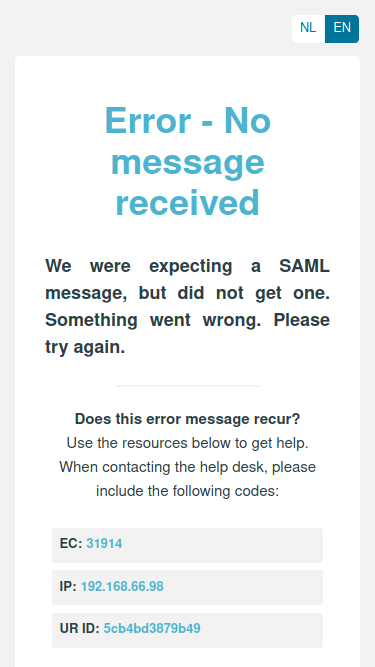 NL EN
Error - No
message
received
We were expecting a SAML
message, but did not get one.
Something went wrong. Please
try again.
Does this error message recur?
Use the resources below to get help.
When contacting the help desk, please
include the following codes:
EC: 31914
IP: 192.168.66.98
UR ID: 5cb4bd3879b49